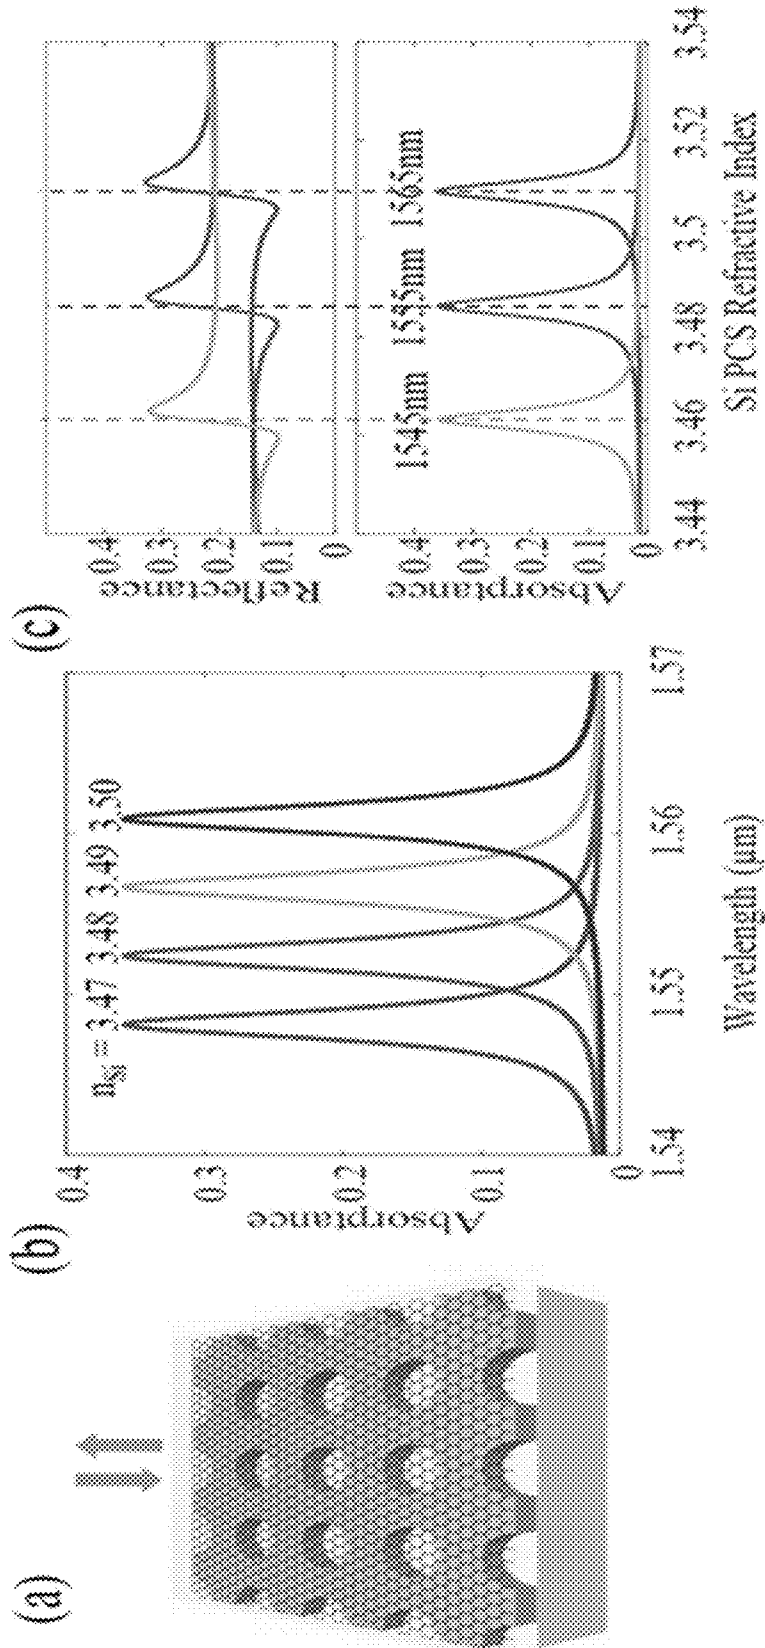 (a)
(b)
0.4
0.3
0.2
0.1
0
Absorptance
n_Si = 3.47 3.48 3.49 3.50
1.54 1.55 1.56 1.57
Wavelength (μm)
(c)
0.4
0.3
0.2
0.1
0
Reflectance
0.4
0.3
0.2
0.1
0
Absorptance
1545nm 1555nm 1565nm
3.44 3.46 3.48 3.5 3.52 3.54
Si PCS Refractive Index